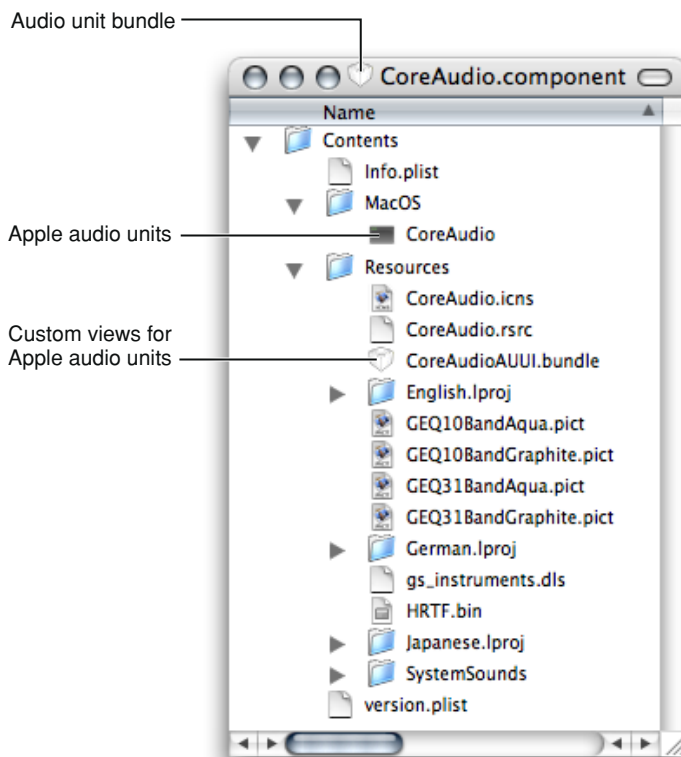 Audio unit bundle
CoreAudio.component
Name
Contents
Info.plist
MacOS
Apple audio units
CoreAudio
Resources
CoreAudio.icns
CoreAudio.rsrc
Custom views for
Apple audio units
CoreAudioAUUI.bundle
English.lproj
GEQ10BandAqua.pict
GEQ10BandGraphite.pict
GEQ31BandAqua.pict
GEQ31BandGraphite.pict
German.lproj
gs_instruments.dls
HRTF.bin
Japanese.lproj
SystemSounds
version.plist